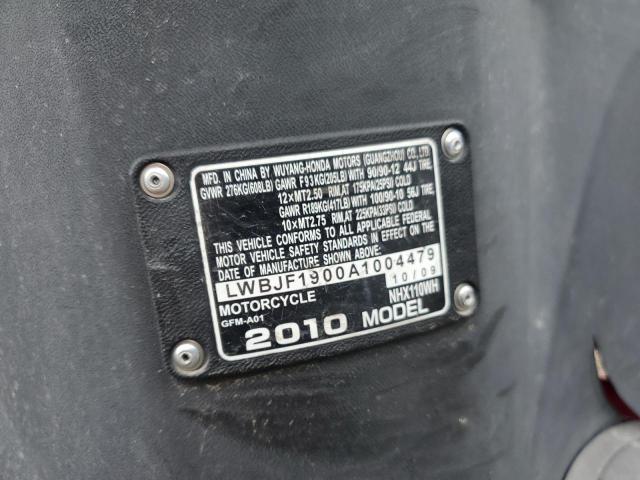 MFD. IN CHINA BY WUYANG-HONDA MOTORS (GUANGZHOU) CO., LTD
GVWR 276KG(608LB) GAWR F93KG(205LB) WITH 90/90-12 44J TIRE,
12×MT2.50 RIM, AT 175KPA(25PSI) COLD
GAWR R189KG(417LB) WITH 100/90-10 56J TIRE,
10×MT2.75 RIM, AT 225KPA(33PSI) COLD
THIS VEHICLE CONFORMS TO ALL APPLICABLE FEDERAL
MOTOR VEHICLE SAFETY STANDARDS IN EFFECT ON THE
DATE OF MANUFACTURE SHOWN ABOVE.
LWBJF1900A1004479
10/09
MOTORCYCLE NHX110WH
GFM-A01
2010 MODEL